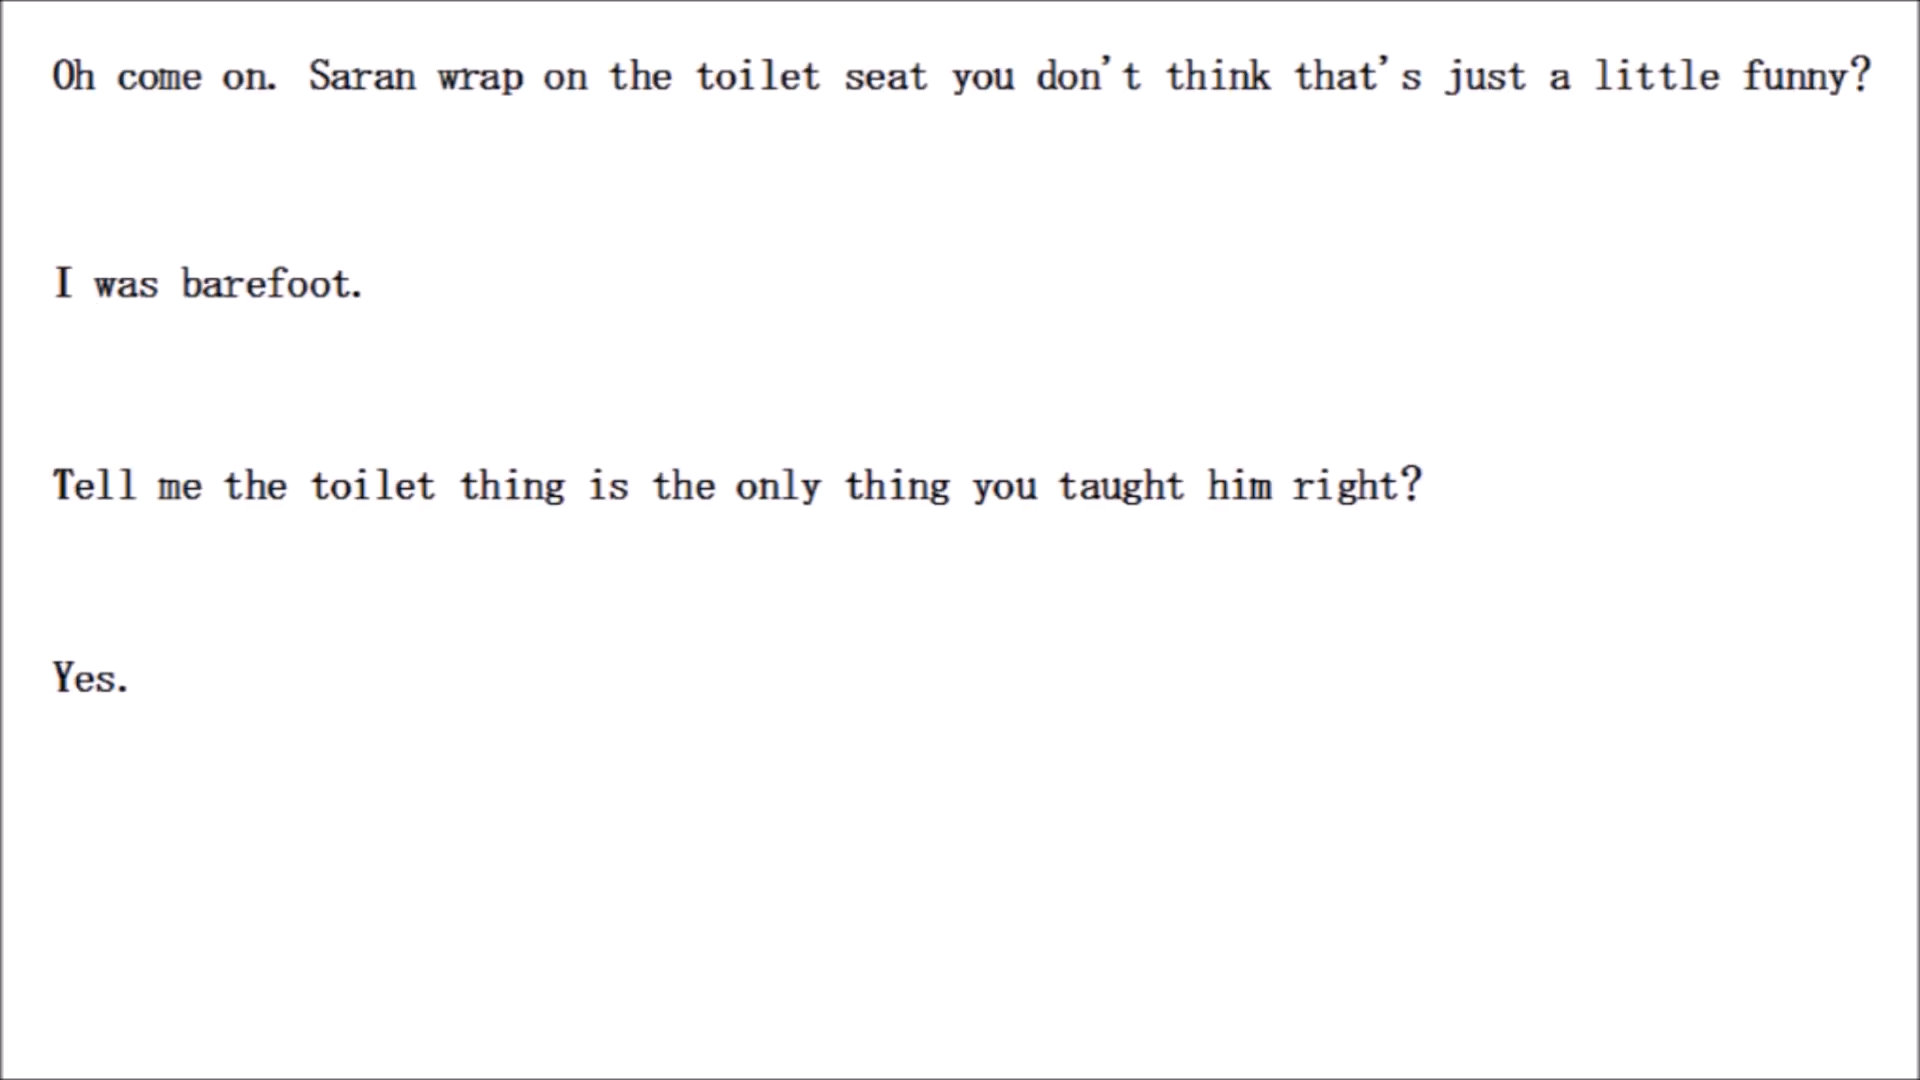 Oh come on. Saran wrap on the toilet seat you don't think that's just a little funny?
I was barefoot.
Tell me the toilet thing is the only thing you taught him right?
Yes.